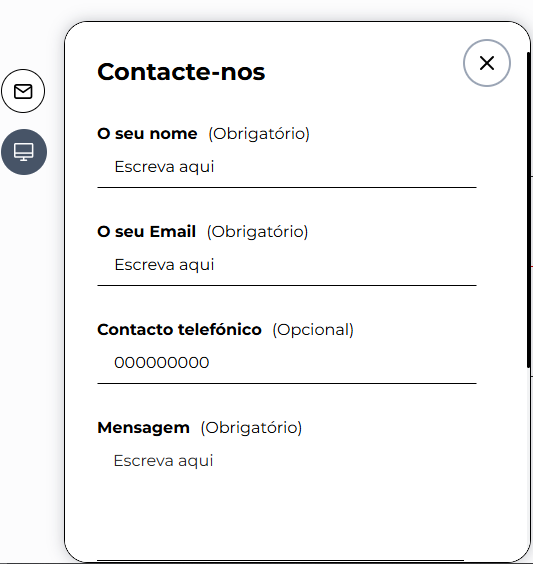 Contacte-nos
O seu nome (Obrigatório)
Escreva aqui
O seu Email (Obrigatório)
Escreva aqui
Contacto telefónico (Opcional)
000000000
Mensagem (Obrigatório)
Escreva aqui